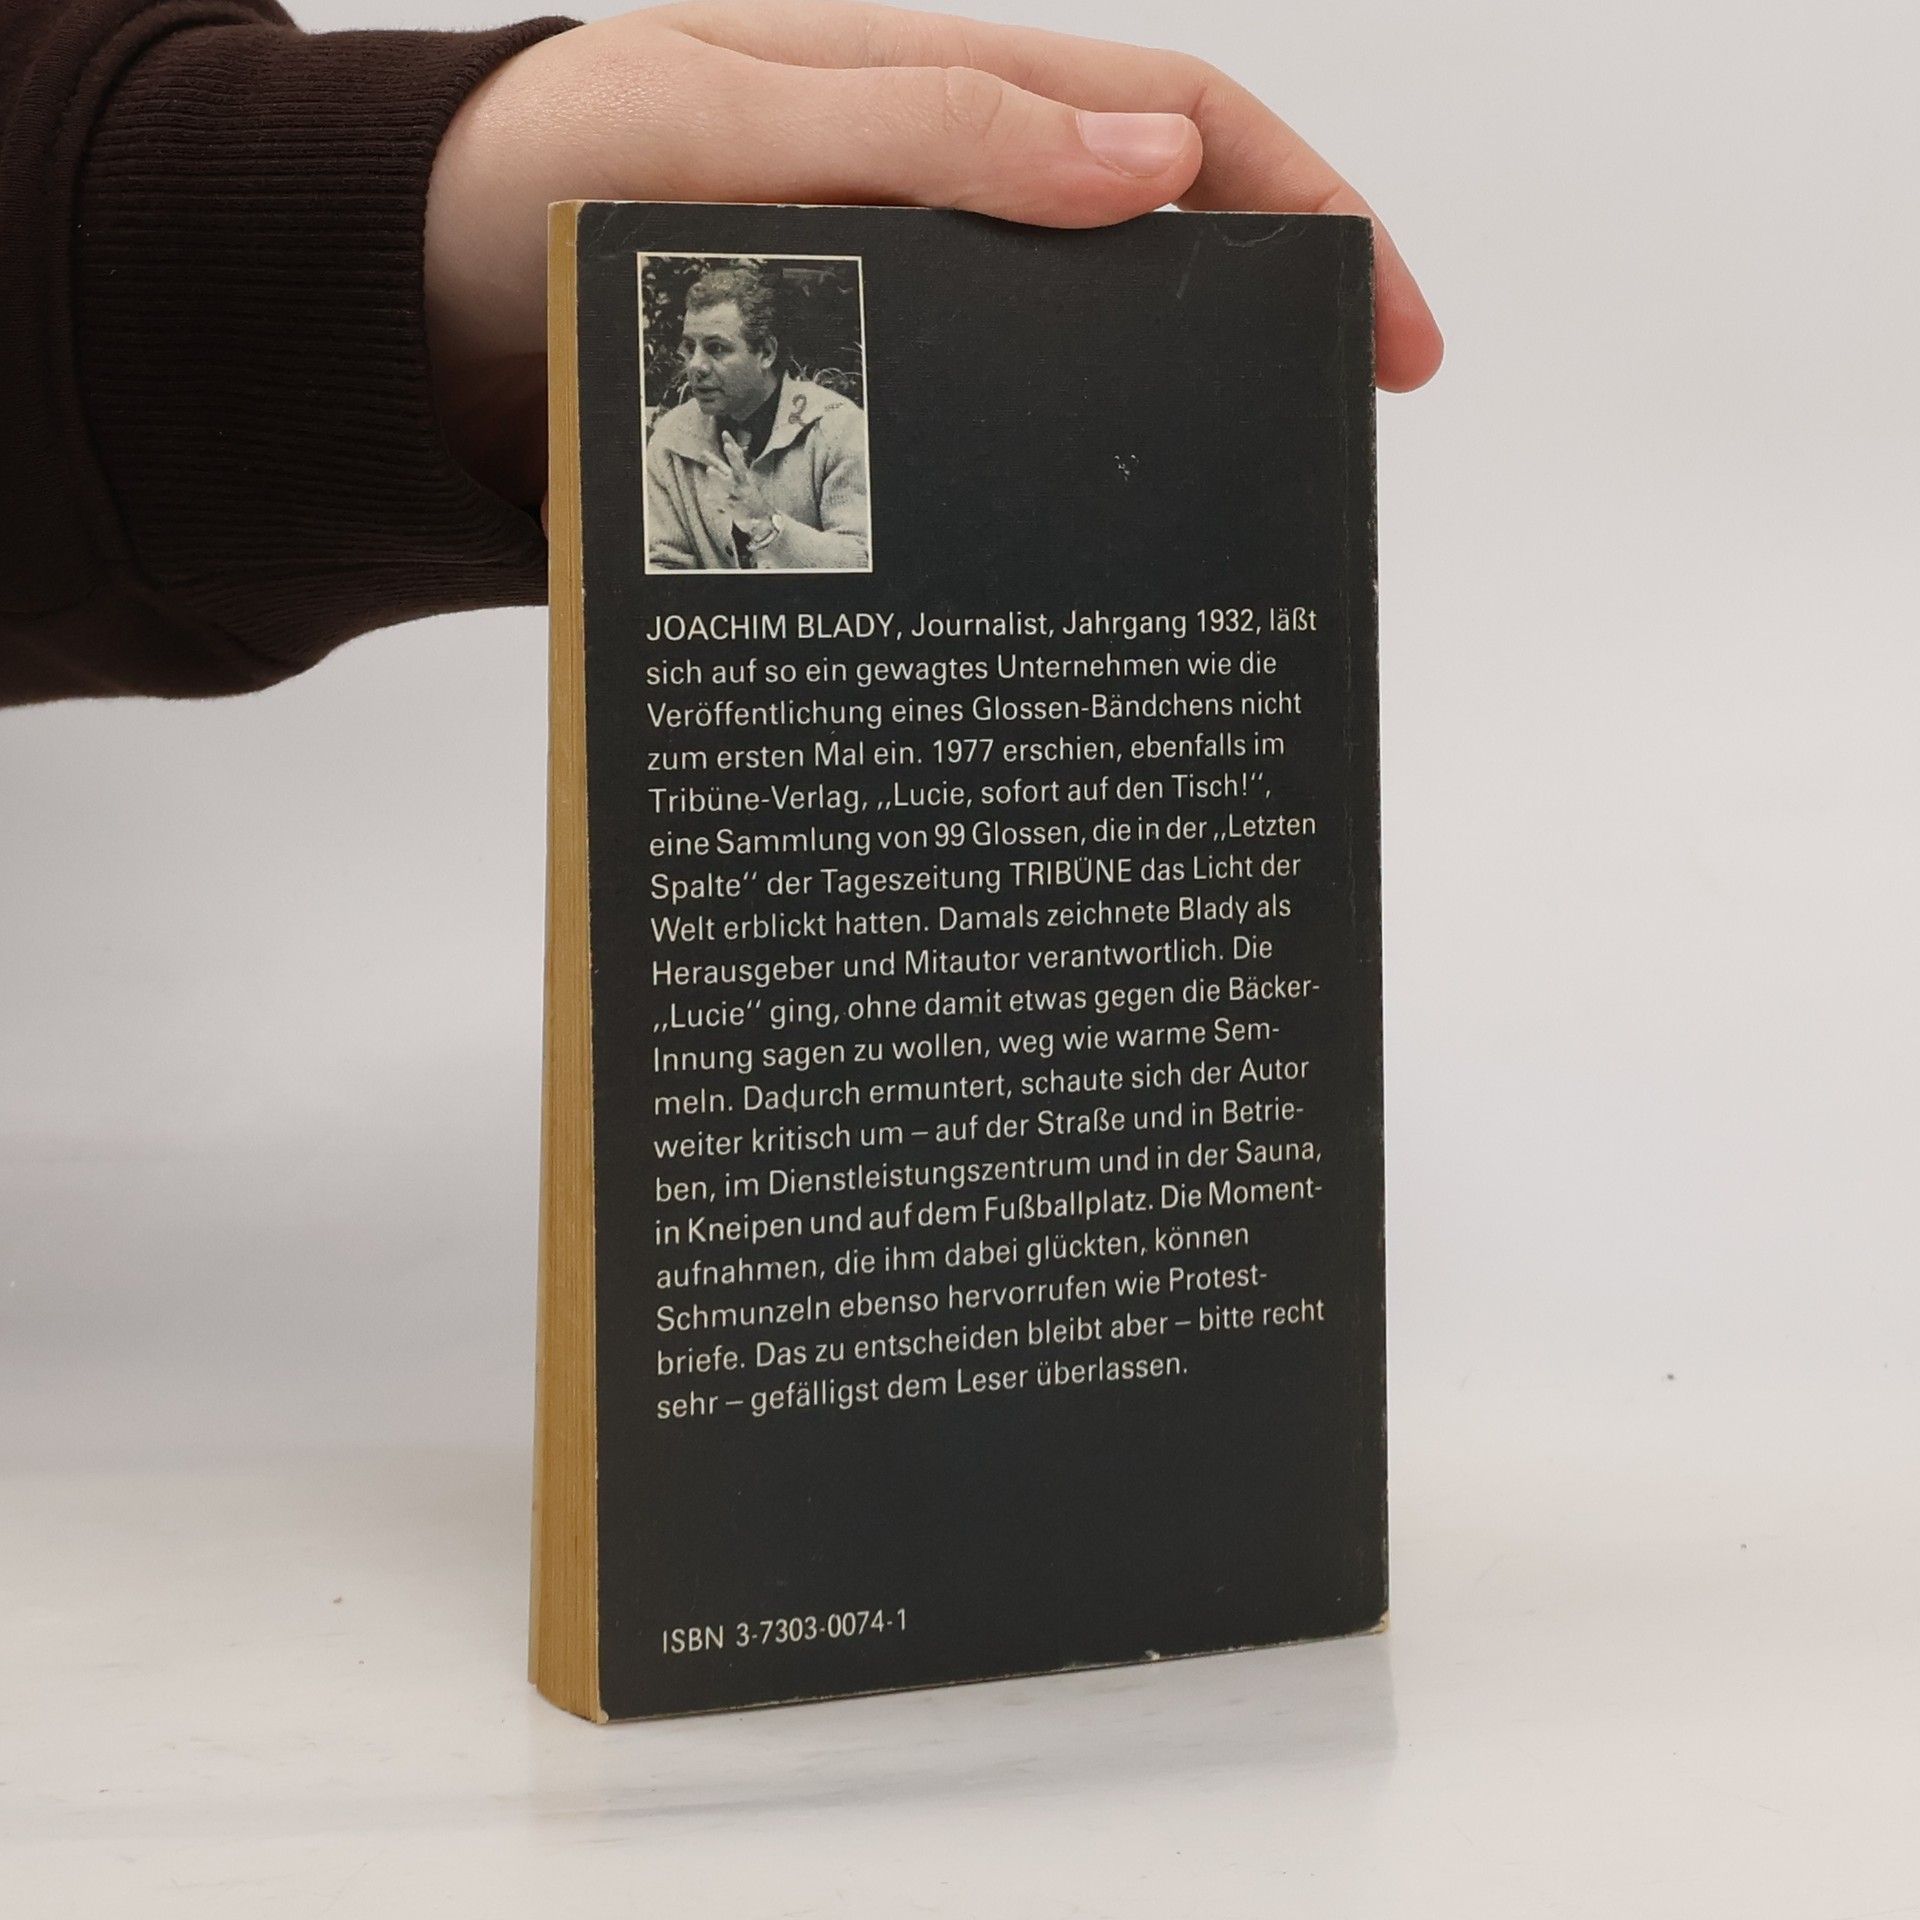 JOACHIM BLADY, Journalist, Jahrgang 1932, läßt
sich auf so ein gewagtes Unternehmen wie die
Veröffentlichung eines Glossen-Bändchens nicht
zum ersten Mal ein. 1977 erschien, ebenfalls im
Tribüne-Verlag, „Lucie, sofort auf den Tisch!“,
eine Sammlung von 99 Glossen, die in der „Letzten
Spalte“ der Tageszeitung TRIBÜNE das Licht der
Welt erblickt hatten. Damals zeichnete Blady als
Herausgeber und Mitautor verantwortlich. Die
„Lucie“ ging, ohne damit etwas gegen die Bäcker-
Innung sagen zu wollen, weg wie warme Sem-
meln. Dadurch ermuntert, schaute sich der Autor
weiter kritisch um – auf der Straße und in Betrie-
ben, im Dienstleistungszentrum und in der Sauna,
in Kneipen und auf dem Fußballplatz. Die Moment-
aufnahmen, die ihm dabei glückten, können
Schmunzeln ebenso hervorrufen wie Protest-
briefe. Das zu entscheiden bleibt aber – bitte recht
sehr – gefälligst dem Leser überlassen.
ISBN 3-7303-0074-1